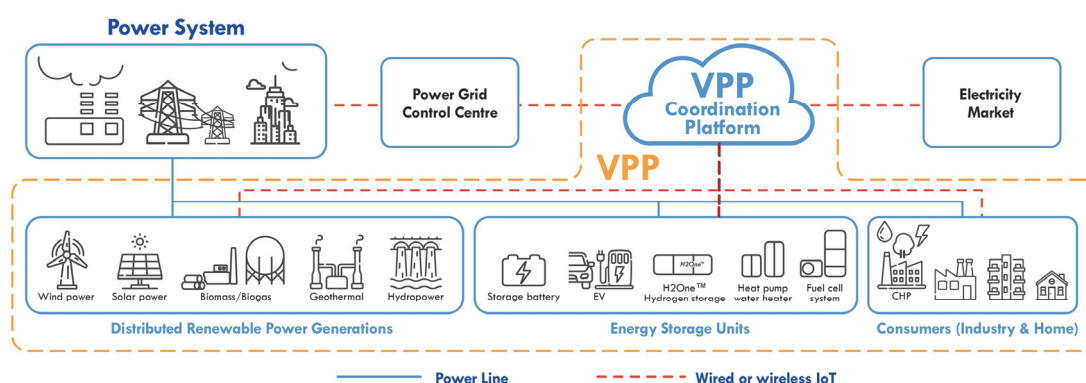 Power System
Power Grid
Control Centre
VPP
Coordination
Platform
Electricity
Market
VPP
Wind power
Solar power
Biomass/Biogas
Geothermal
Hydropower
Distributed Renewable Power Generations
Storage battery
EV
H2One™
H2One™
Hydrogen storage
Heat pump
water heater
Fuel cell
system
Energy Storage Units
CHP
Consumers (Industry & Home)
Power Line
Wired or wireless IoT